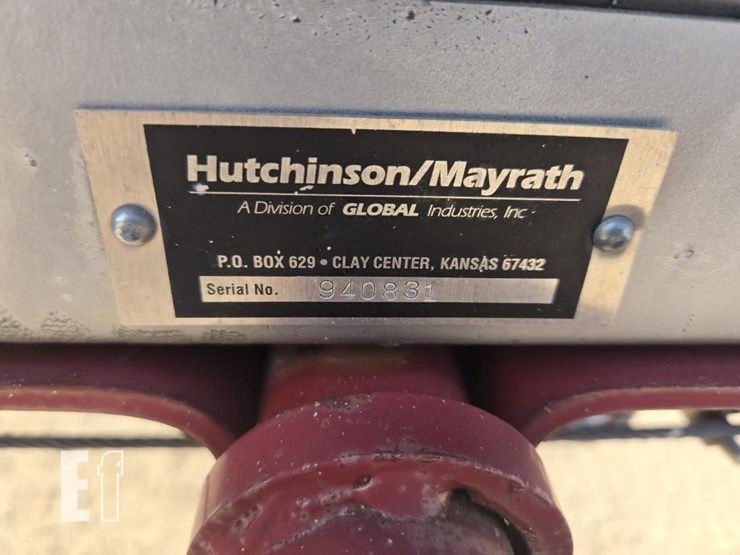 Hutchinson/Mayrath
A Division of GLOBAL Industries, Inc
P.O. BOX 629 • CLAY CENTER, KANSAS 67432
Serial No. 940831
Ef